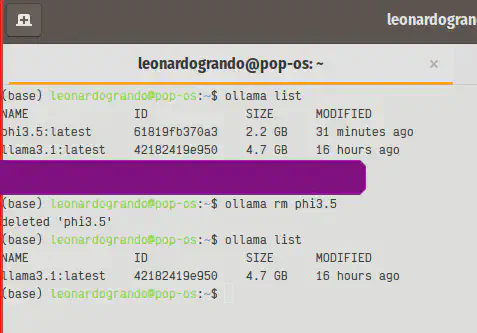 leonardogran
leonardogrando@pop-os: ~ ×
(base) leonardogrando@pop-os:~$ ollama list
NAME ID SIZE MODIFIED
phi3.5:latest 61819fb370a3 2.2 GB 31 minutes ago
llama3.1:latest 42182419e950 4.7 GB 16 hours ago
(base) leonardogrando@pop-os:~$ ollama rm phi3.5
deleted 'phi3.5'
(base) leonardogrando@pop-os:~$ ollama list
NAME ID SIZE MODIFIED
llama3.1:latest 42182419e950 4.7 GB 16 hours ago
(base) leonardogrando@pop-os:~$